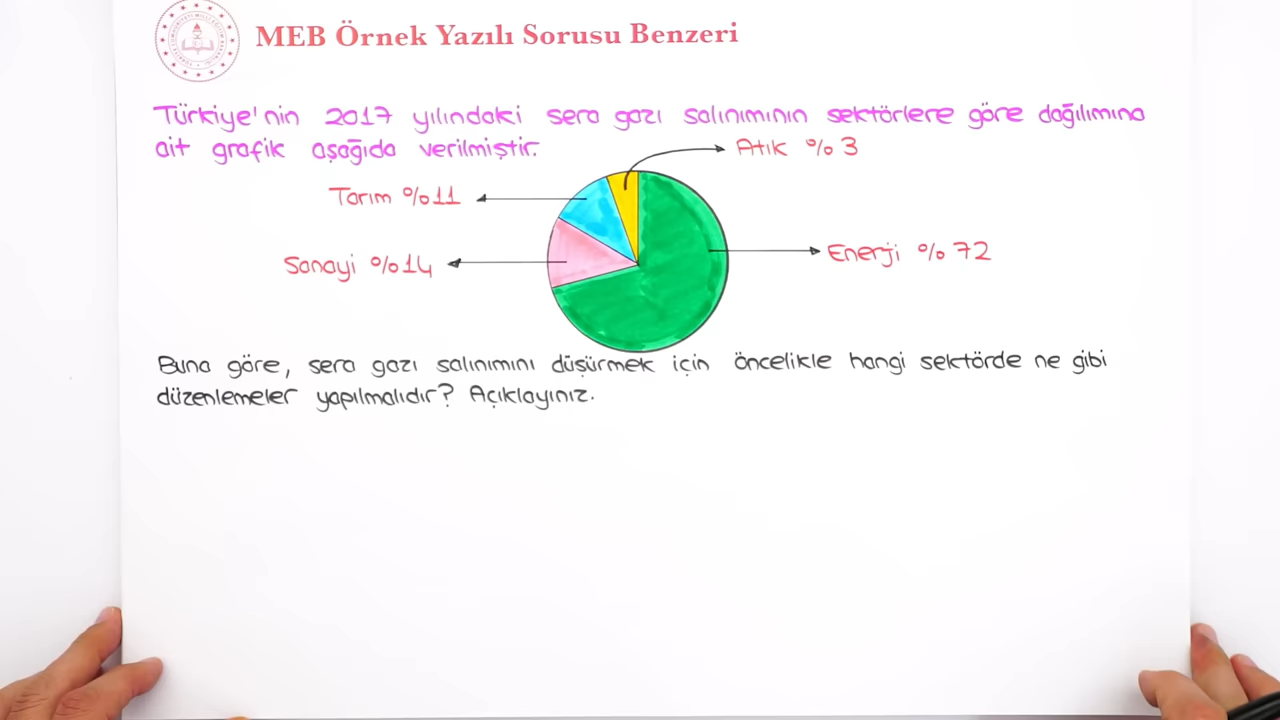 MEB Örnek Yazılı Sorusu Benzeri
Türkiye'nin 2017 yılındaki sera gazı salınımının sektörlere göre dağılımına
ait grafik aşağıda verilmiştir.
Atık %3
Tarım %11
Enerji %72
Sanayi %14
Buna göre, sera gazı salınımını düşürmek için öncelikle hangi sektörde ne gibi
düzenlemeler yapılmalıdır? Açıklayınız.